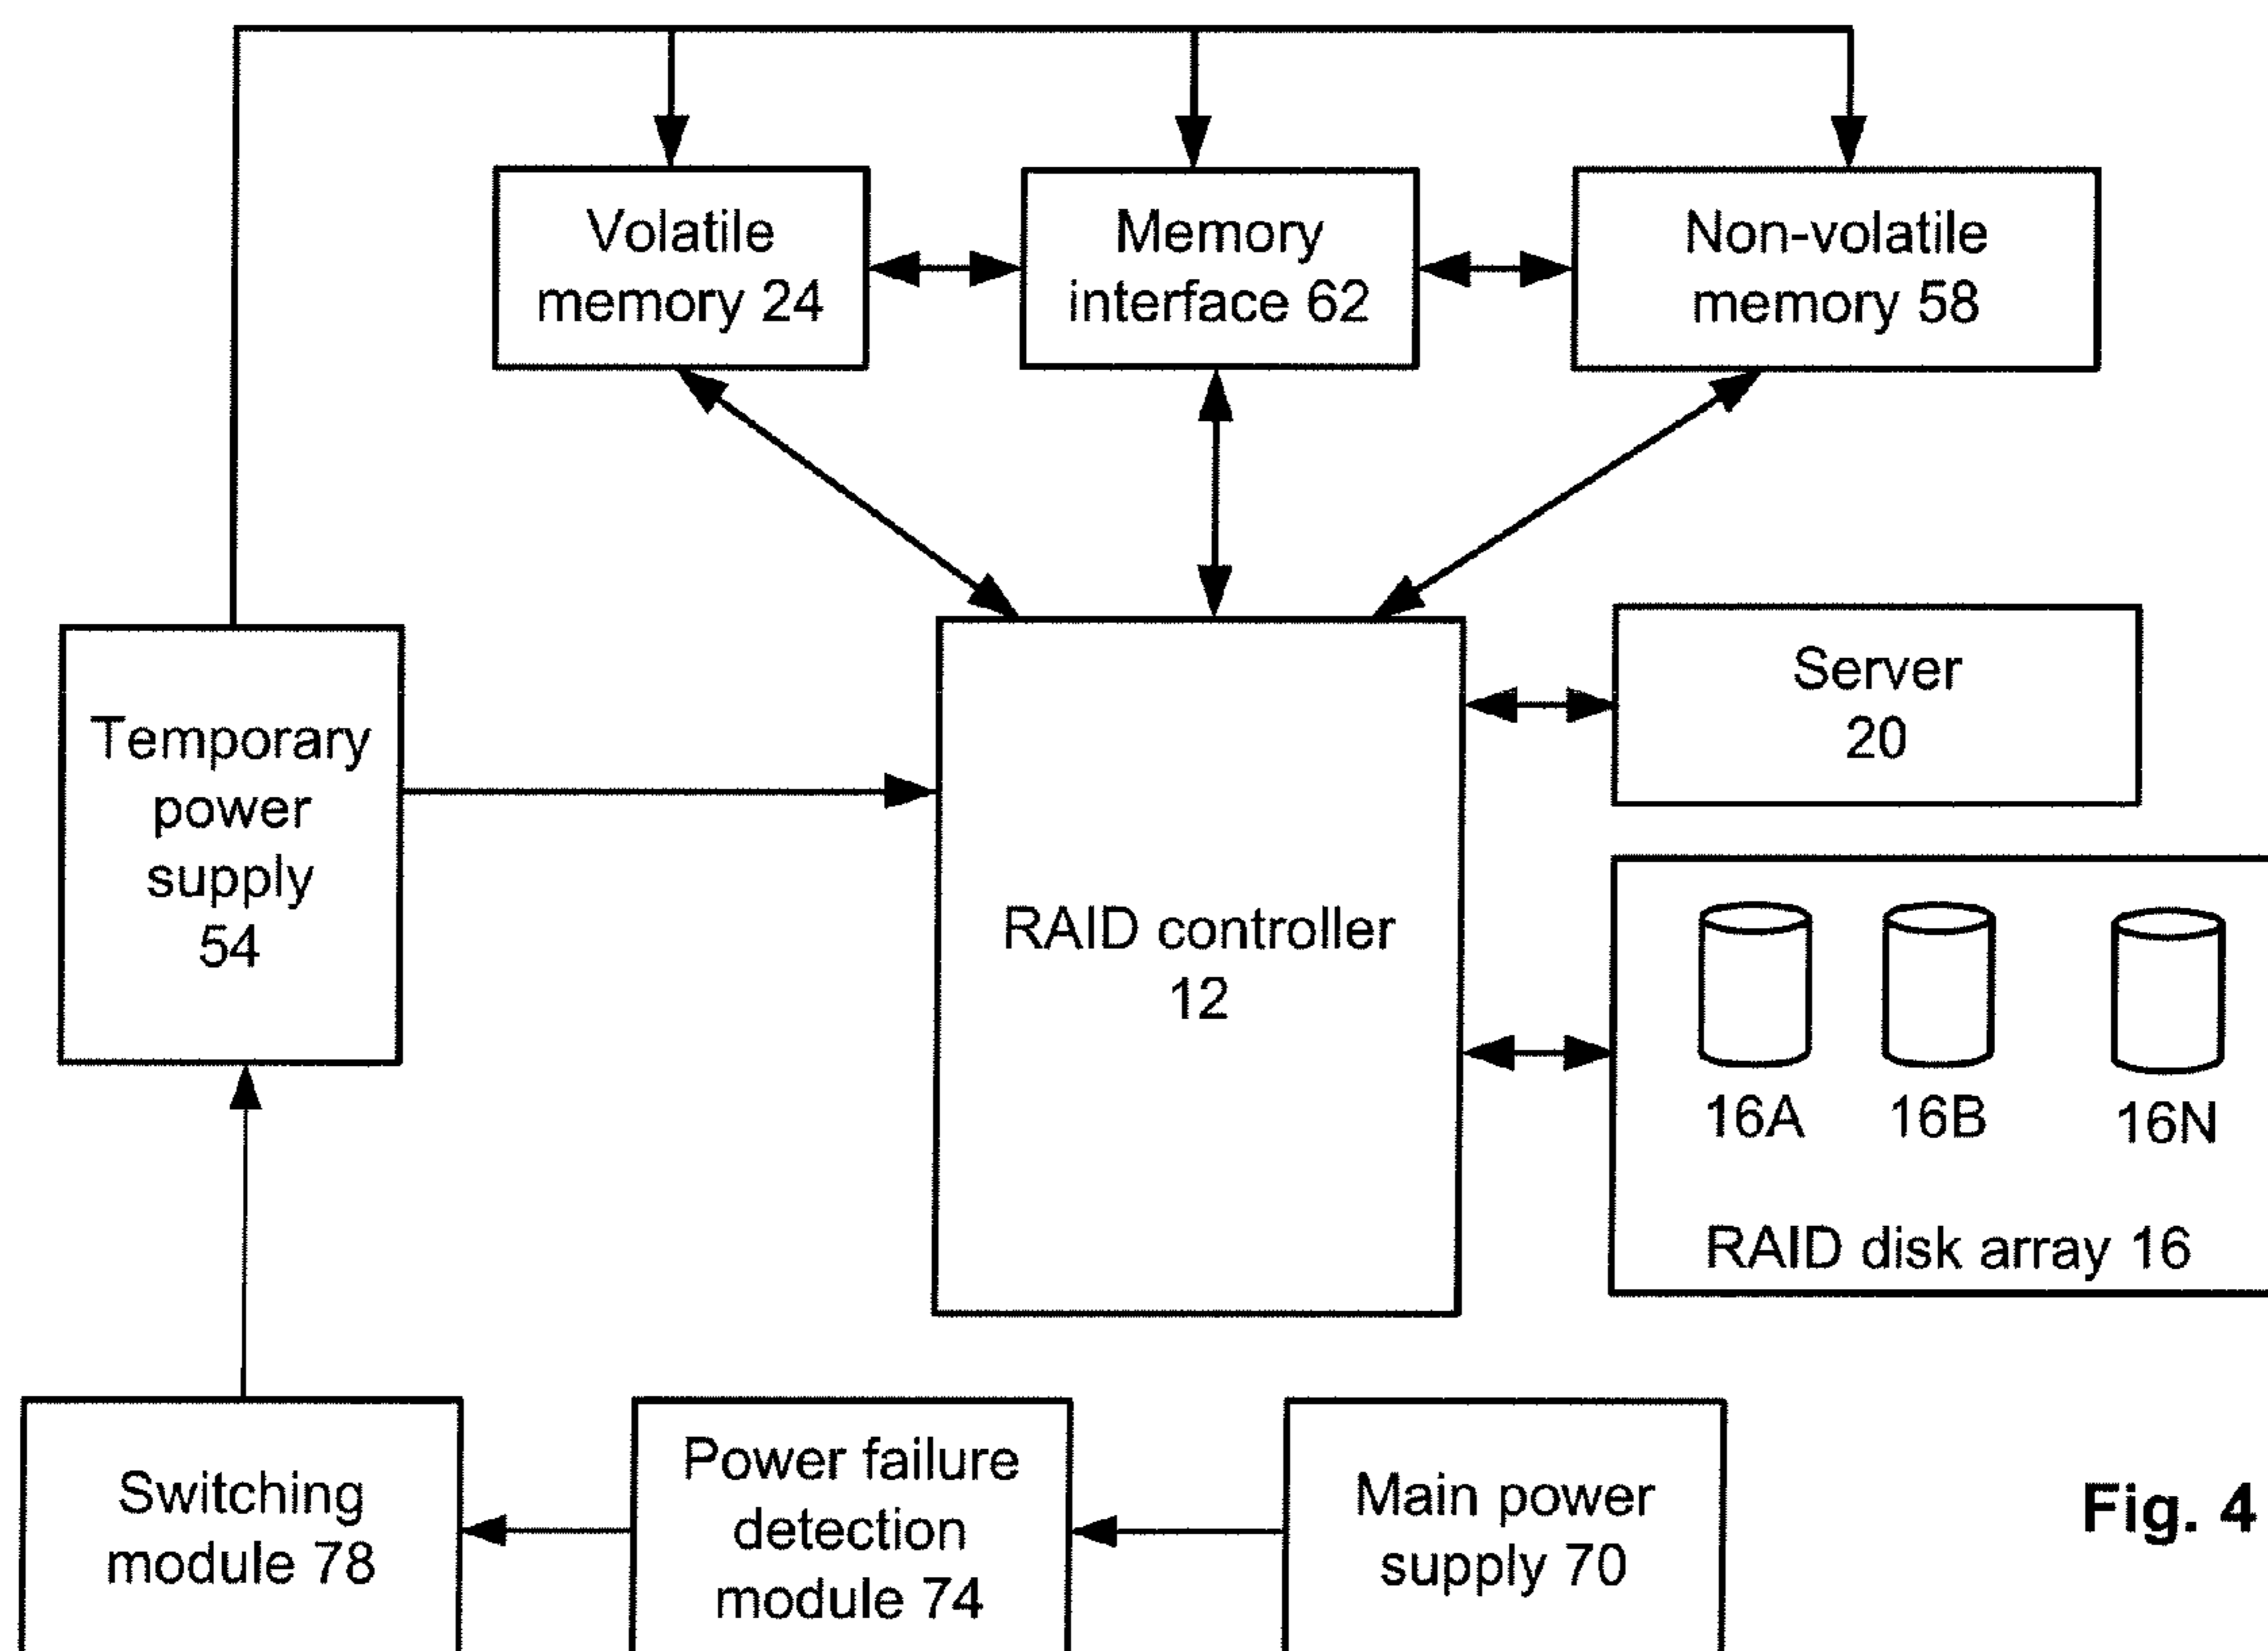 Volatile
memory 24
Memory
interface 62
Non-volatile
memory 58
Temporary
power
supply
54
RAID controller
12
Server
20
16A
16B
16N
RAID disk array 16
Switching
module 78
Power failure
detection
module 74
Main power
supply 70
Fig. 4